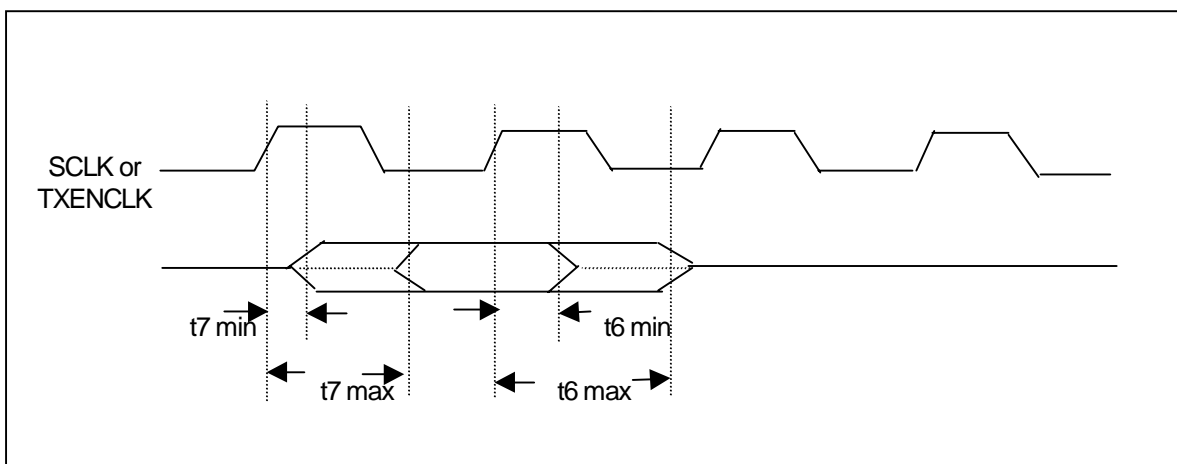 SCLK or
TXENCLK
t7 min
t6 min
t7 max
t6 max